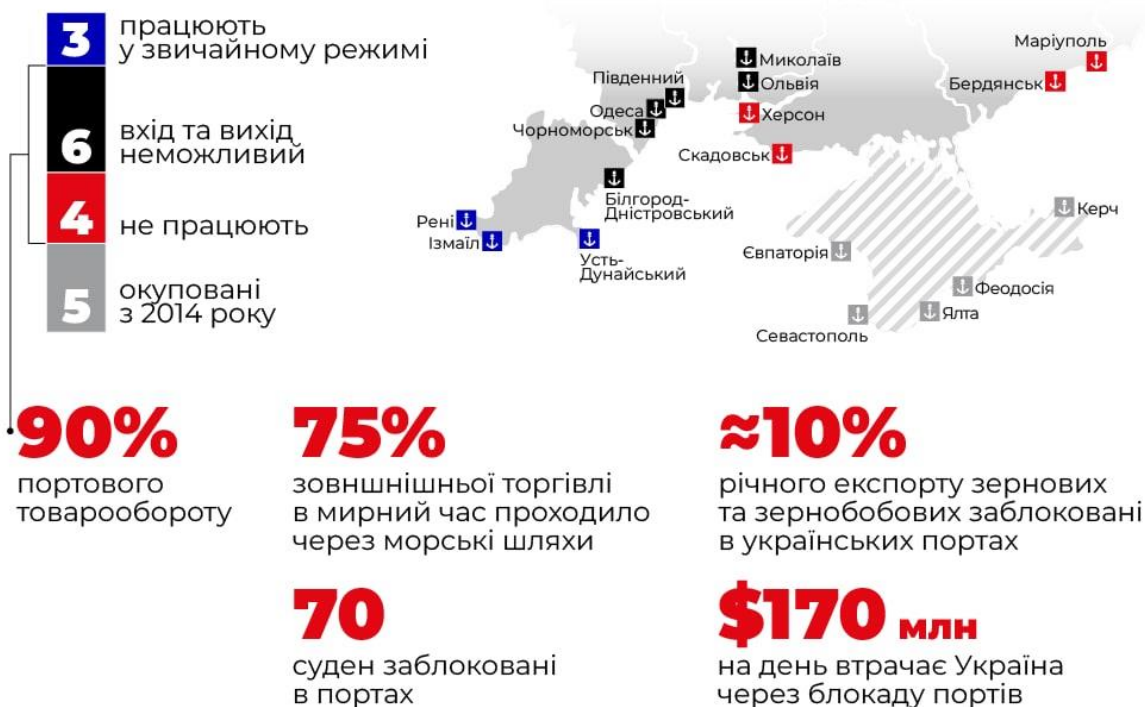 3
працюють
у звичайному режимі
6
вхід та вихід
неможливий
4
не працюють
5
окуповані
з 2014 року
Маріуполь
Бердянськ
Миколаїв
Ольвія
Південний
Одеса
Чорноморськ
Херсон
Скадовськ
Білгород-
Дністровський
Рені
Ізмаїл
Усть-
Дунайський
Керч
Євпаторія
Феодосія
Ялта
Севастополь
90%
портового
товарообороту
75%
зовншнішньої торгівлі
в мирний час проходило
через морські шляхи
≈10%
річного експорту зернових
та зернобобових заблоковані
в українських портах
70
суден заблоковані
в портах
$170 млн
на день втрачає Україна
через блокаду портів